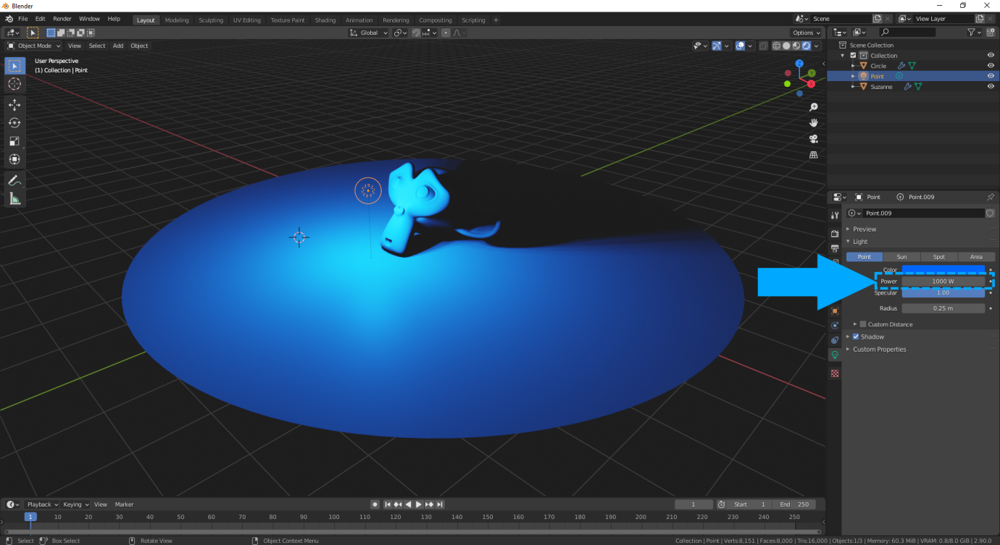 Blender
File Edit Render Window Help Layout Modeling Sculpting UV Editing Texture Paint Shading Animation Rendering Compositing Scripting + Scene View Layer
Global Options
Object Mode View Select Add Object
User Perspective
(1) Collection | Point
Z
Y
X
Scene Collection
Collection
Circle
Point
Suzanne
Point Point.009
Point.009
Preview
Light
Point Sun Spot Area
Color
Power 1000 W
Specular 1.00
Radius 0.25 m
Custom Distance
Shadow
Custom Properties
Playback Keying View Marker 1 Start 1 End 250
1 10 20 30 40 50 60 70 80 90 100 110 120 130 140 150 160 170 180 190 200 210 220 230 240 250
Select Box Select Rotate View Object Context Menu Collection | Point | Verts:8,151 | Faces:8,000 | Tris:16,000 | Objects:1/3 | Memory: 60.3 MiB | VRAM: 0.8/8.0 GiB | 2.90.0